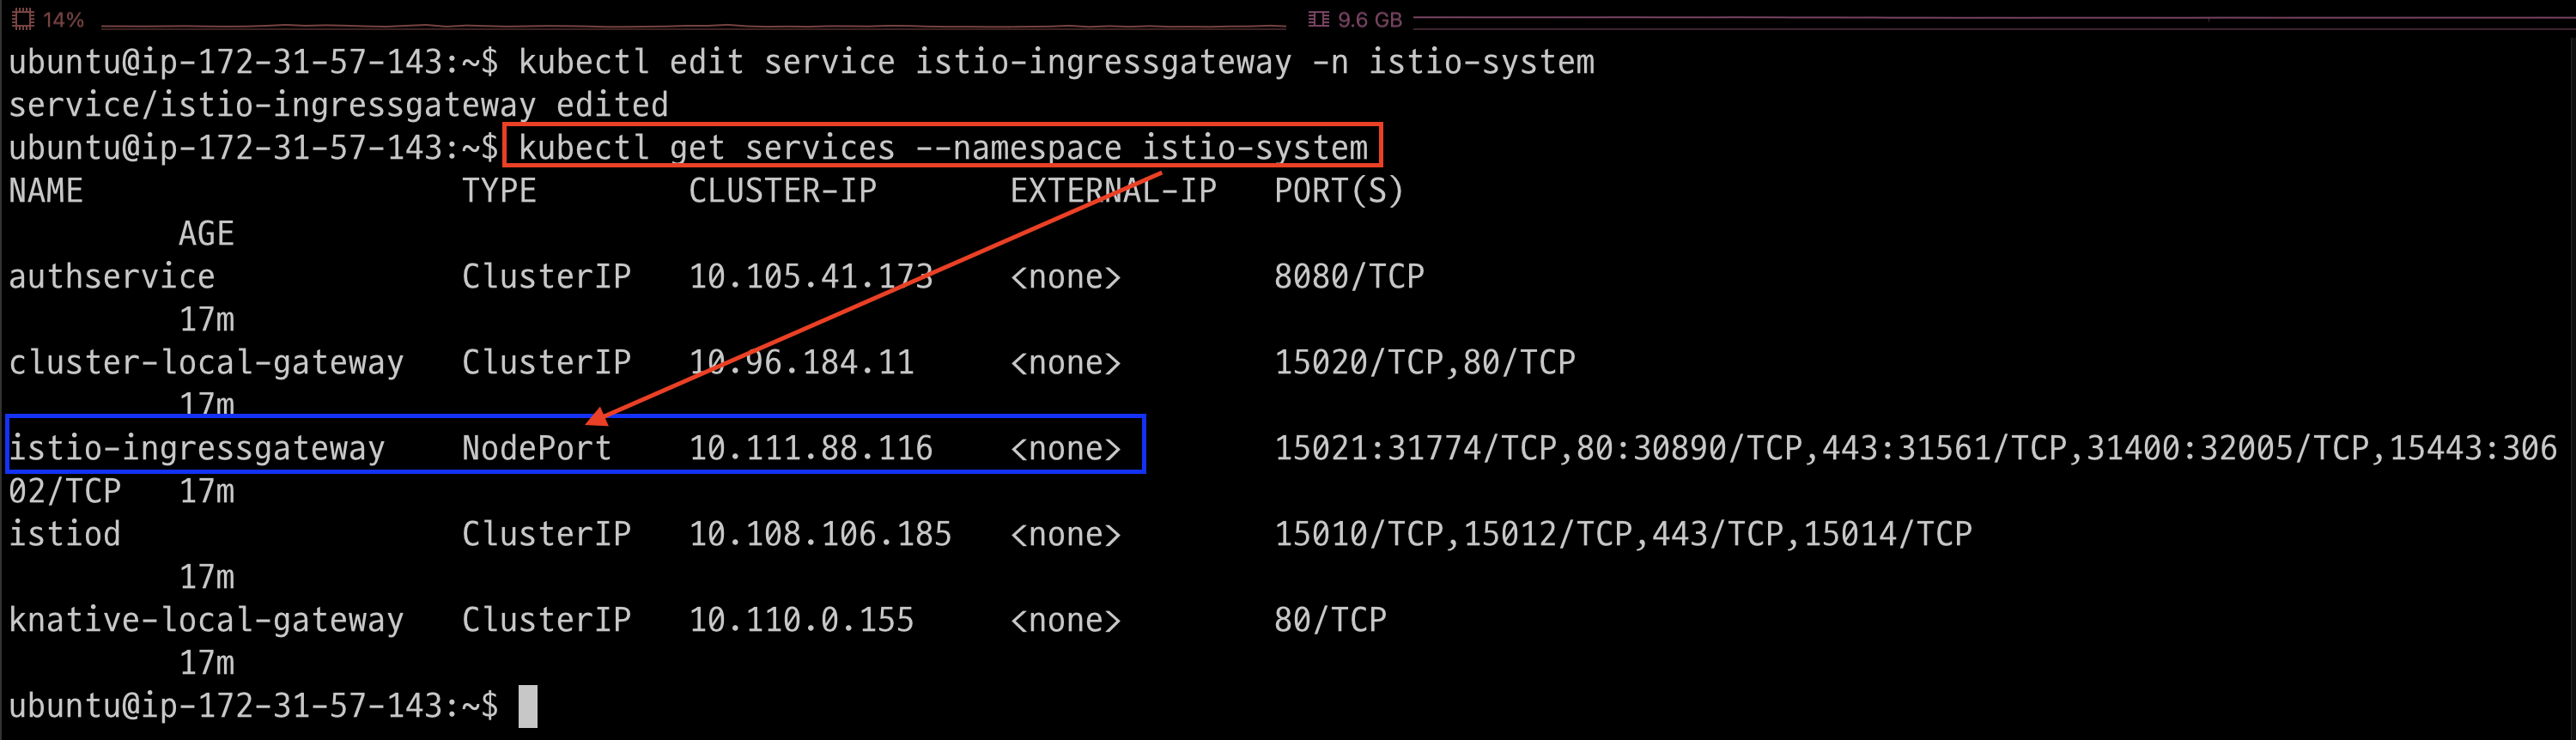 14% 9.6 GB
ubuntu@ip-172-31-57-143:~$ kubectl edit service istio-ingressgateway -n istio-system
service/istio-ingressgateway edited
ubuntu@ip-172-31-57-143:~$ kubectl get services --namespace istio-system
NAME TYPE CLUSTER-IP EXTERNAL-IP PORT(S)
AGE
authservice ClusterIP 10.105.41.173 <none> 8080/TCP
17m
cluster-local-gateway ClusterIP 10.96.184.11 <none> 15020/TCP,80/TCP
17m
istio-ingressgateway NodePort 10.111.88.116 <none> 15021:31774/TCP,80:30890/TCP,443:31561/TCP,31400:32005/TCP,15443:306
02/TCP 17m
istiod ClusterIP 10.108.106.185 <none> 15010/TCP,15012/TCP,443/TCP,15014/TCP
17m
knative-local-gateway ClusterIP 10.110.0.155 <none> 80/TCP
17m
ubuntu@ip-172-31-57-143:~$